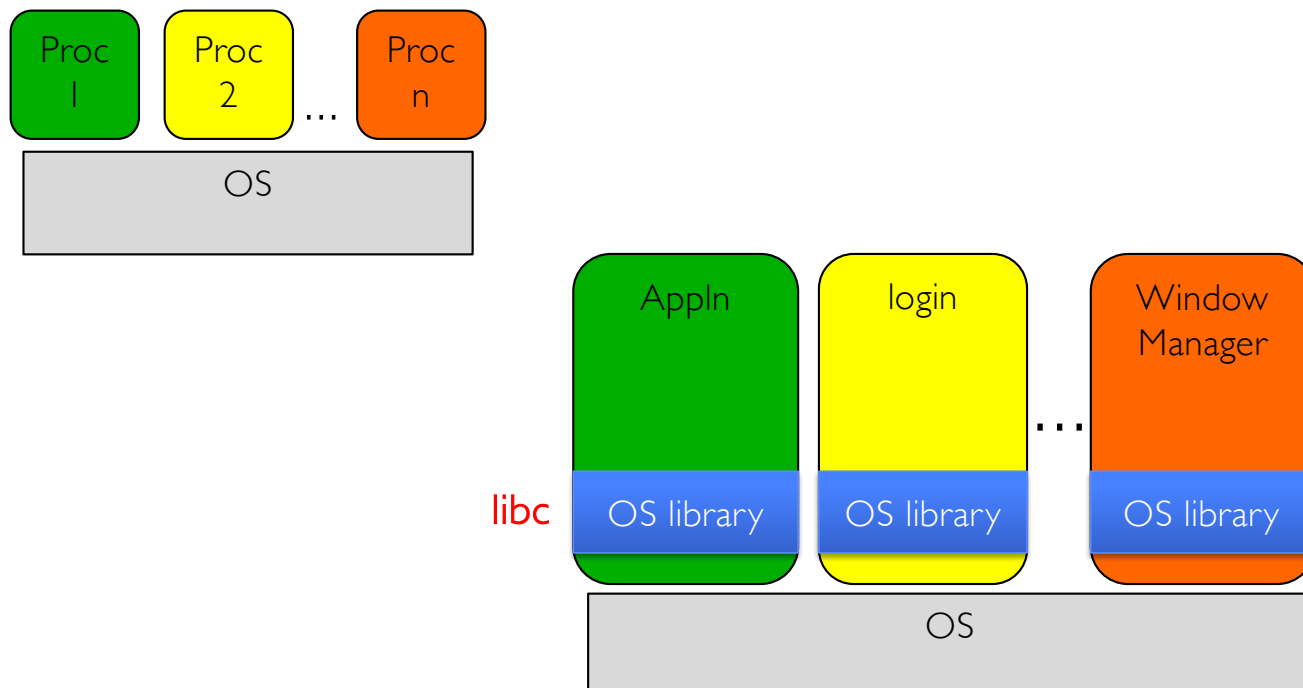 Proc
1
Proc
2
...
Proc
n
OS
Appln
login
...
Window
Manager
libc
OS library
OS library
OS library
OS